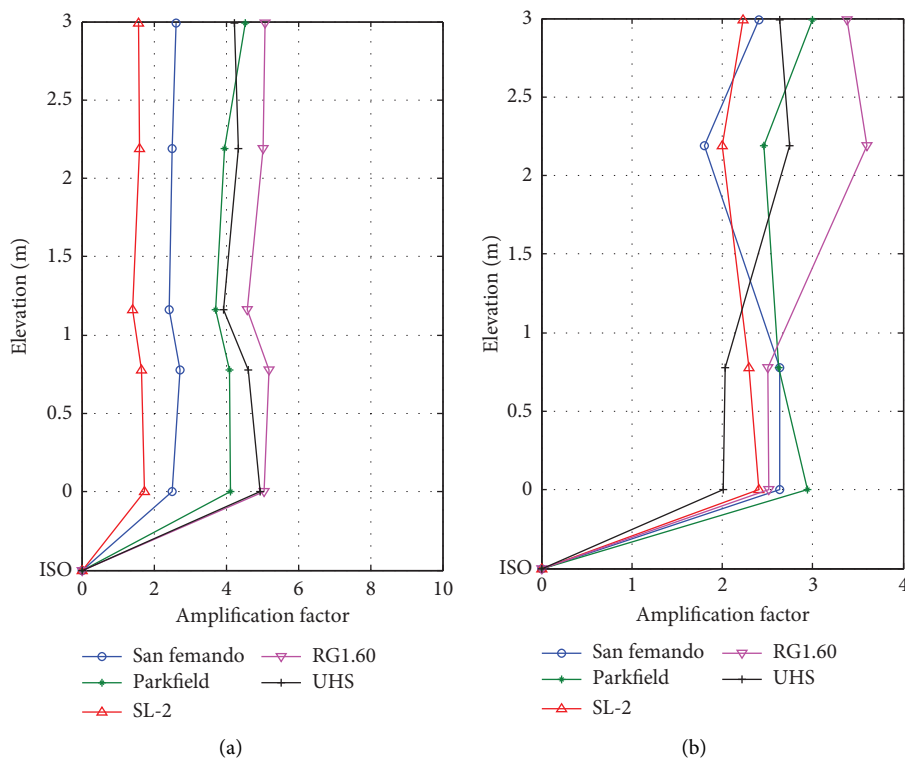 3
2.5
2
1.5
1
0.5
0
ISO
Elevation (m)
0 2 4 6 8 10
Amplification factor
San femando
Parkfield
SL-2
RG1.60
UHS
(a)
3
2.5
2
1.5
1
0.5
0
ISO
Elevation (m)
0 1 2 3 4
Amplification factor
San femando
Parkfield
SL-2
RG1.60
UHS
(b)